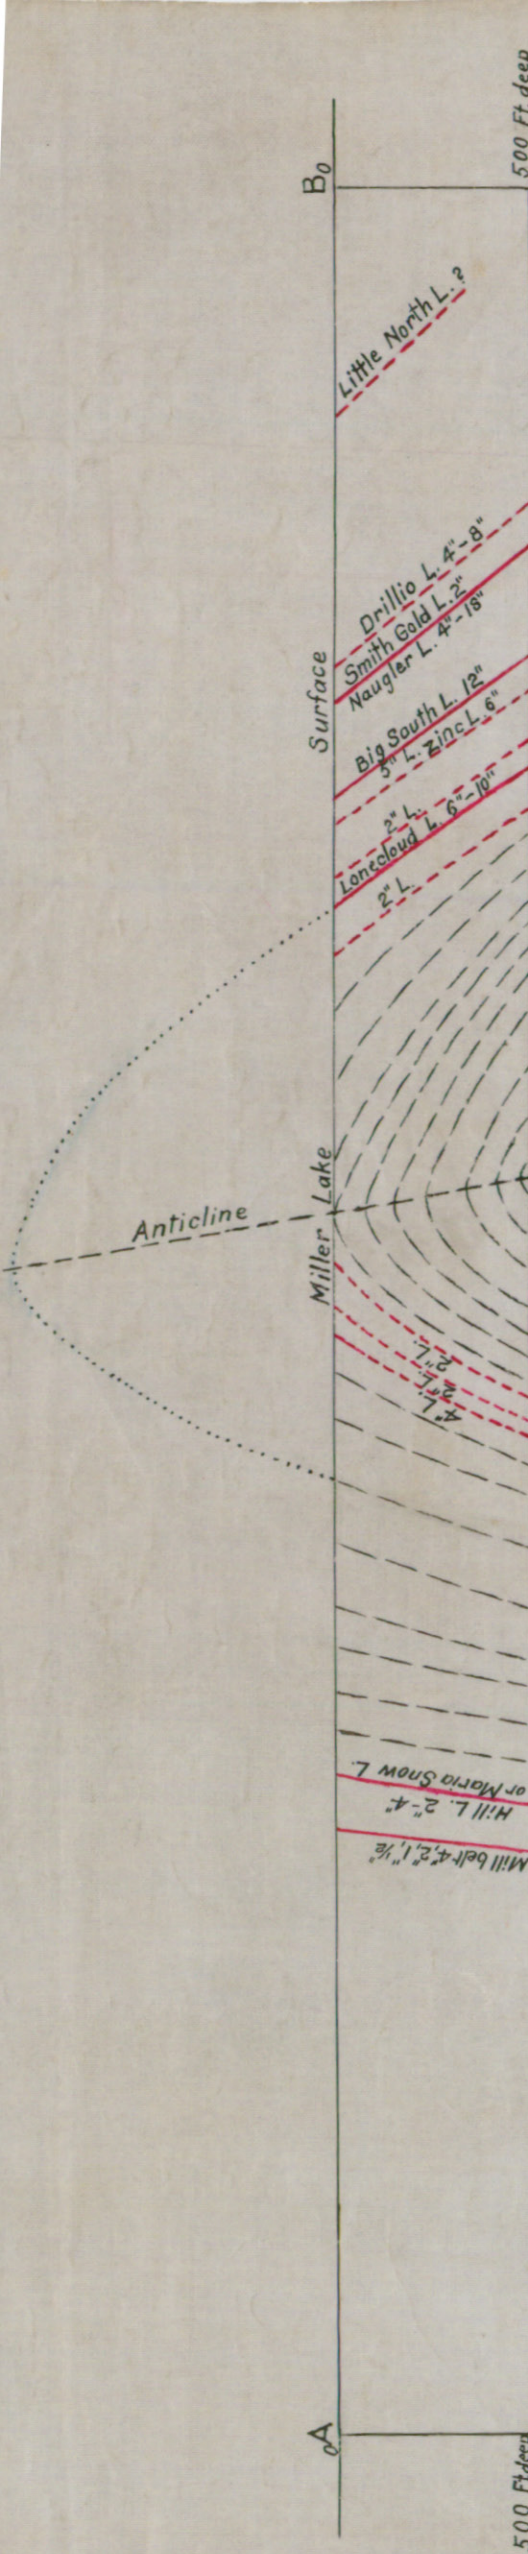 500 Ft deep
B₀
Little North L.?
Drillio L. 4"-8"
Smith Gold L. 2"
Naugler L. 4"-18"
Surface
Big South L. 12"
5" L. Zinc L. 6"
2" L.
Lonecloud L. 6"-10"
2" L.
Miller Lake
Anticline
2" L.
2" L.
4" L.
or Maria Snow L.
Hill L. 2"-4"
Mill belt 4", 2", 1", ½"
₀A
500 Ft deep